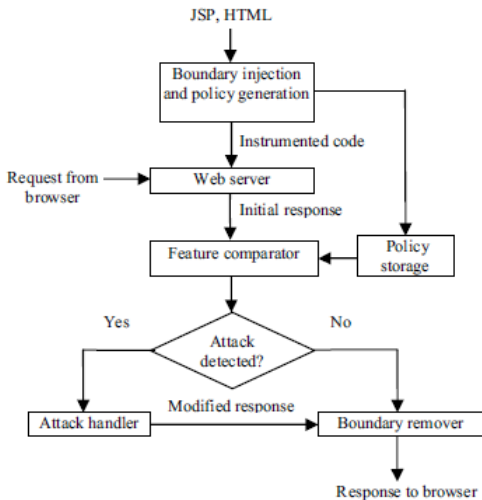 JSP, HTML
Boundary injection
and policy generation
Instrumented code
Request from
browser
Web server
Initial response
Feature comparator
Policy
storage
Yes
No
Attack
detected?
Modified response
Attack handler
Boundary remover
Response to browser